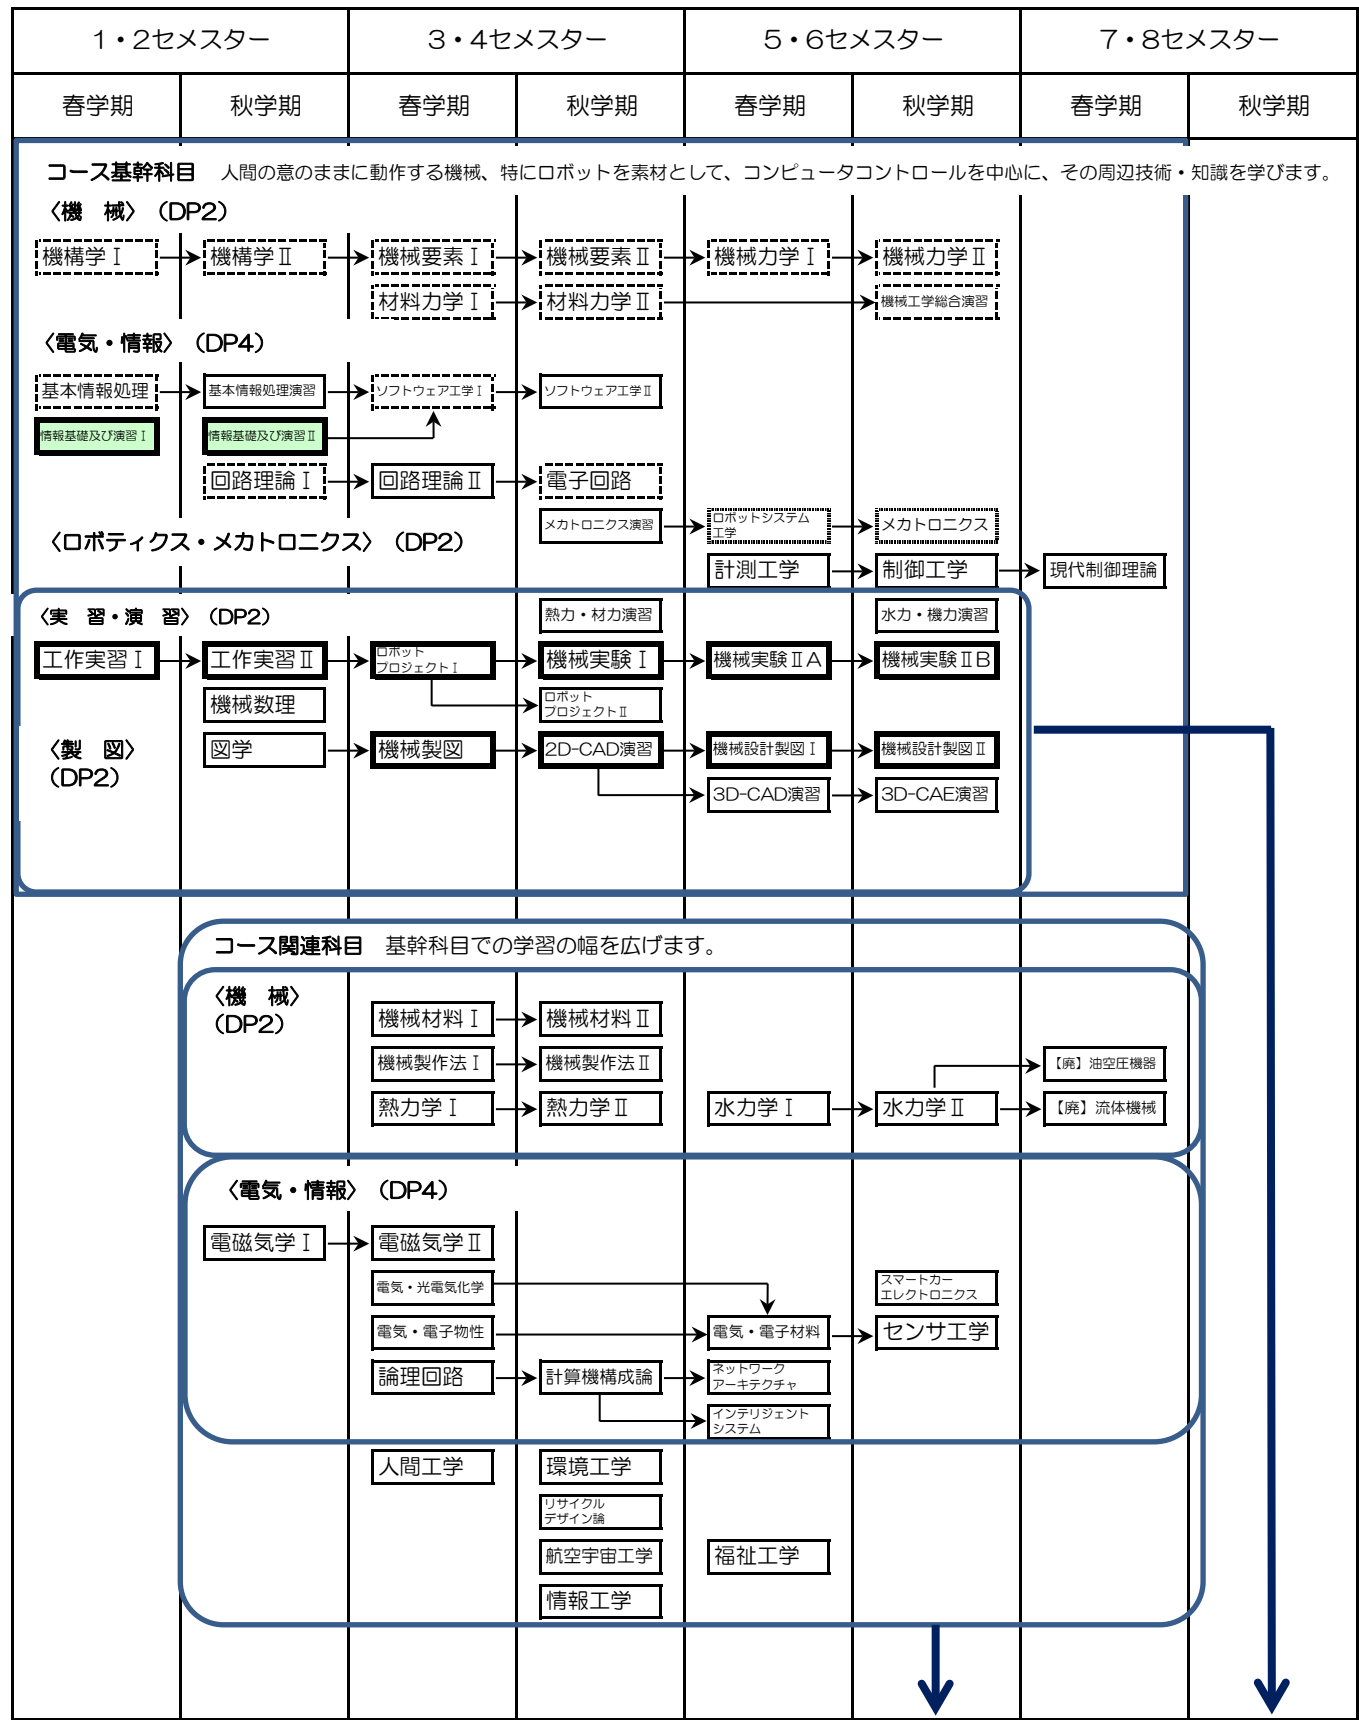 1・2セメスター 3・4セメスター 5・6セメスター 7・8セメスター
春学期 秋学期 春学期 秋学期 春学期 秋学期 春学期 秋学期
コース基幹科目 人間の意のままに動作する機械、特にロボットを素材として、コンピュータコントロールを中心に、その周辺技術・知識を学びます。
〈機 械〉（DP2）
機構学Ⅰ 機構学Ⅱ 機械要素Ⅰ 機械要素Ⅱ 機械力学Ⅰ 機械力学Ⅱ
材料力学Ⅰ 材料力学Ⅱ 機械工学総合演習
〈電気・情報〉（DP4）
基本情報処理 基本情報処理演習 ソフトウェア工学Ⅰ ソフトウェア工学Ⅱ
情報基礎及び演習Ⅰ 情報基礎及び演習Ⅱ
回路理論Ⅰ 回路理論Ⅱ 電子回路
メカトロニクス演習 ロボットシステム
工学 メカトロニクス
〈ロボティクス・メカトロニクス〉（DP2）
計測工学 制御工学 現代制御理論
〈実 習・演 習〉（DP2） 熱力・材力演習 水力・機力演習
工作実習Ⅰ 工作実習Ⅱ ロボット
プロジェクトⅠ 機械実験Ⅰ 機械実験ⅡA 機械実験ⅡB
機械数理 ロボット
プロジェクトⅡ
〈製 図〉 図学 機械製図 2D-CAD演習 機械設計製図Ⅰ 機械設計製図Ⅱ
（DP2） 3D-CAD演習 3D-CAE演習
コース関連科目 基幹科目での学習の幅を広げます。
〈機 械〉
（DP2） 機械材料Ⅰ 機械材料Ⅱ
機械製作法Ⅰ 機械製作法Ⅱ 【廃】油空圧機器
熱力学Ⅰ 熱力学Ⅱ 水力学Ⅰ 水力学Ⅱ 【廃】流体機械
〈電気・情報〉（DP4）
電磁気学Ⅰ 電磁気学Ⅱ
電気・光電気化学 スマートカー
エレクトロニクス
電気・電子物性 電気・電子材料 センサ工学
論理回路 計算機構成論 ネットワーク
アーキテクチャ
インテリジェント
システム
人間工学 環境工学
リサイクル
デザイン論
航空宇宙工学 福祉工学
情報工学